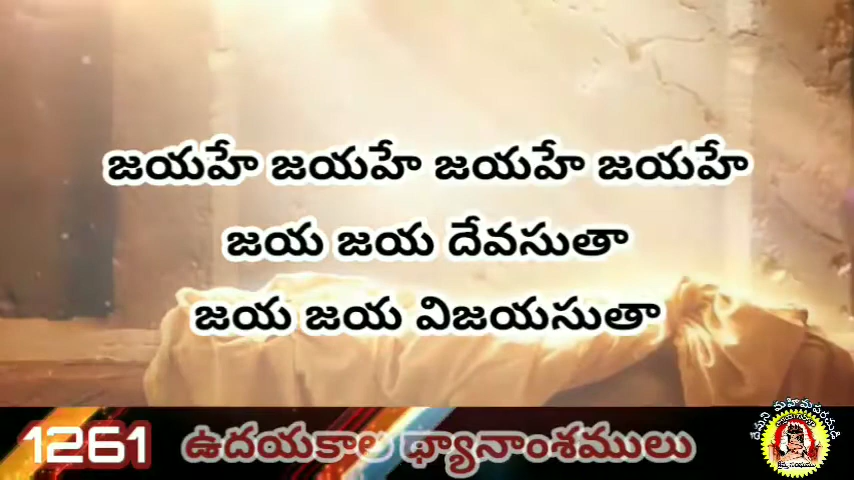 జయహే జయహే జయహే జయహే
జయ జయ దేవసుతా
జయ జయ విజయసుతా
1261 ఉదయకాల ధ్యానాంశములు